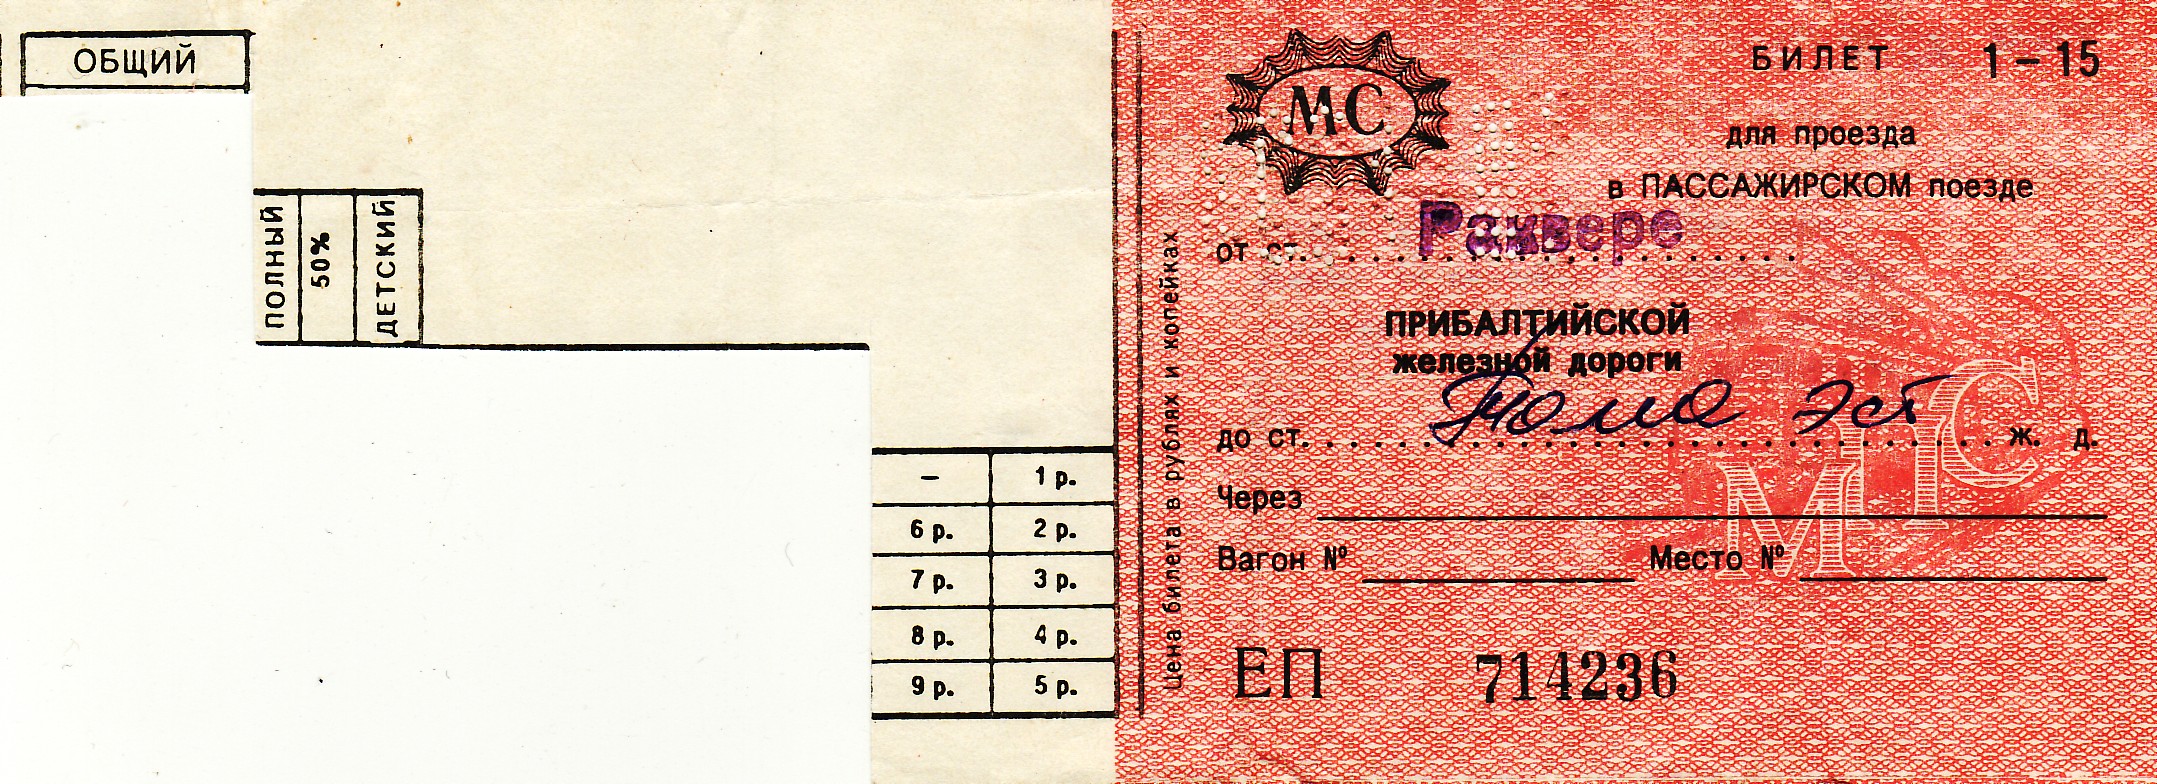 ОБЩИЙ
ПОЛНЫЙ
50%
ДЕТСКИЙ
– 1 р.
6 р. 2 р.
7 р. 3 р.
8 р. 4 р.
9 р. 5 р.
Цена билета в рублях и копейках
МС
БИЛЕТ 1 – 15
для проезда
в ПАССАЖИРСКОМ поезде
от ст. Раквере
ПРИБАЛТИЙСКОЙ
железной дороги
до ст. эст ж. д.
Через
Вагон № Место №
МПС
ЕП 714236